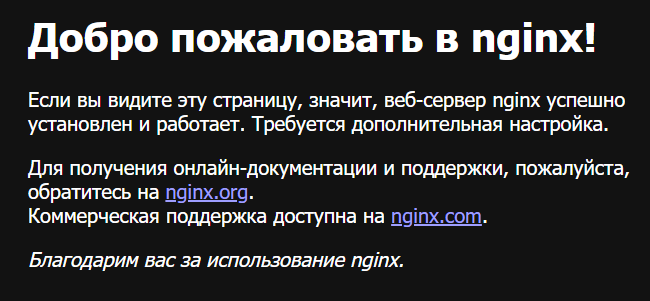 Добро пожаловать в nginx!
Если вы видите эту страницу, значит, веб-сервер nginx успешно
установлен и работает. Требуется дополнительная настройка.
Для получения онлайн-документации и поддержки, пожалуйста,
обратитесь на nginx.org.
Коммерческая поддержка доступна на nginx.com.
Благодарим вас за использование nginx.